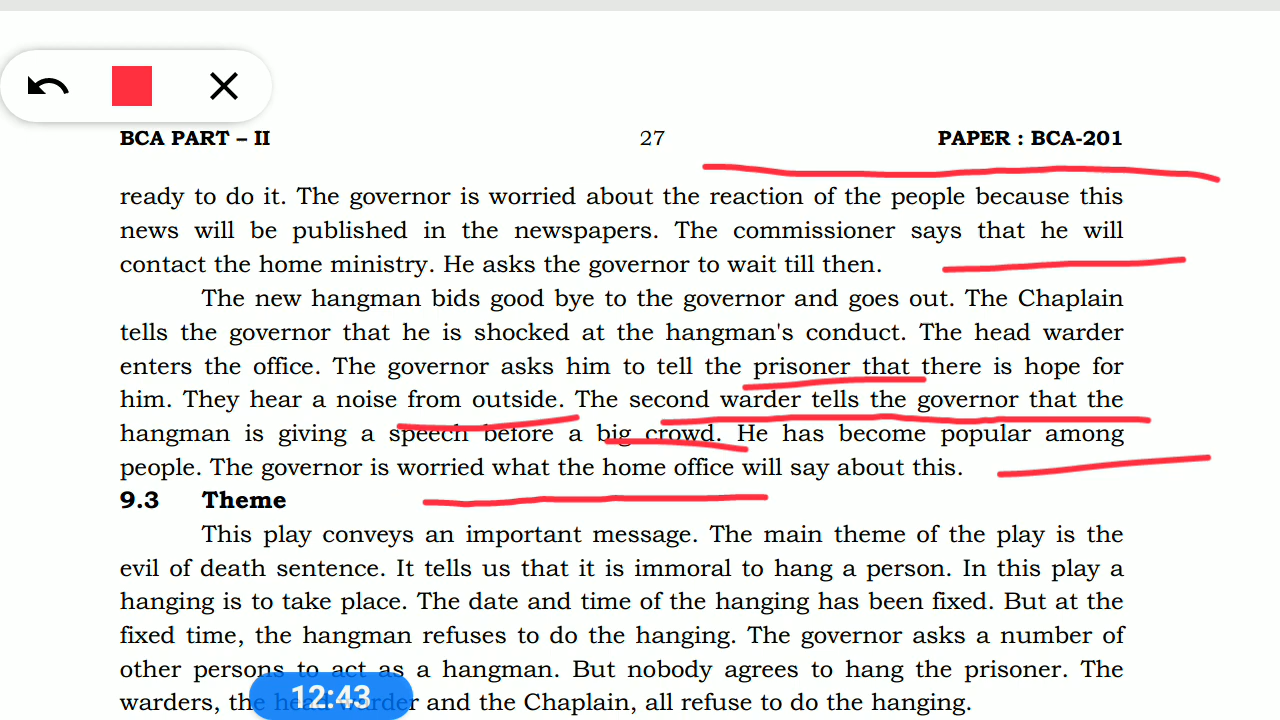 BCA PART – II 27 PAPER : BCA-201
ready to do it. The governor is worried about the reaction of the people because this
news will be published in the newspapers. The commissioner says that he will
contact the home ministry. He asks the governor to wait till then.
The new hangman bids good bye to the governor and goes out. The Chaplain
tells the governor that he is shocked at the hangman's conduct. The head warder
enters the office. The governor asks him to tell the prisoner that there is hope for
him. They hear a noise from outside. The second warder tells the governor that the
hangman is giving a speech before a big crowd. He has become popular among
people. The governor is worried what the home office will say about this.
9.3 Theme
This play conveys an important message. The main theme of the play is the
evil of death sentence. It tells us that it is immoral to hang a person. In this play a
hanging is to take place. The date and time of the hanging has been fixed. But at the
fixed time, the hangman refuses to do the hanging. The governor asks a number of
other persons to act as a hangman. But nobody agrees to hang the prisoner. The
warders, the head warder and the Chaplain, all refuse to do the hanging.
12:43